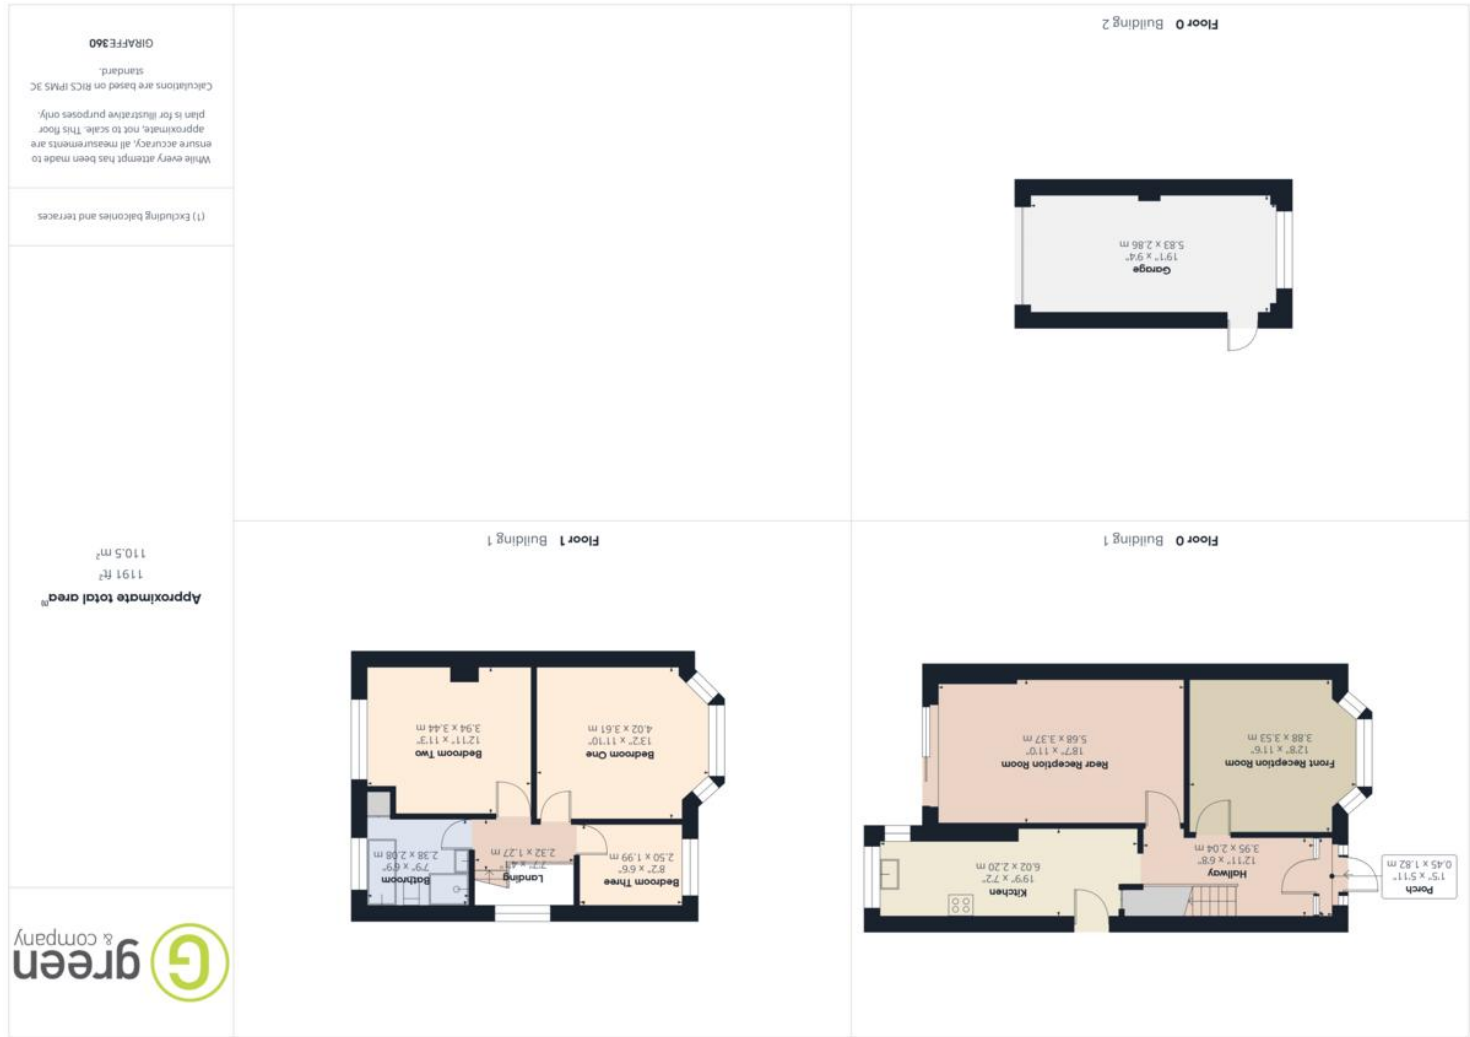 Porch
1'5" x 5'11"
0.45 x 1.82 m
Hallway
12'11" x 6'8"
3.95 x 2.04 m
Kitchen
19'9" x 7'2"
6.02 x 2.20 m
Front Reception Room
12'8" x 11'6"
3.88 x 3.53 m
Rear Reception Room
18'7" x 11'0"
5.68 x 3.37 m
Floor 0 Building 1
Bedroom Three
8'2" x 6'6"
2.50 x 1.99 m
Landing
7'7" x
2.32 x 1.27 m
Bathroom
7'9" x 6'9"
2.38 x 2.08 m
Bedroom One
13'2" x 11'10"
4.02 x 3.61 m
Bedroom Two
12'11" x 11'3"
3.94 x 3.44 m
Floor 1 Building 1
Garage
19'1" x 9'4"
5.83 x 2.86 m
Floor 0 Building 2
G green
& company
Approximate total area(1)
1191 ft²
110.5 m²
(1) Excluding balconies and terraces
While every attempt has been made to
ensure accuracy, all measurements are
approximate, not to scale. This floor
plan is for illustrative purposes only.
Calculations are based on RICS IPMS 3C
standard.
GIRAFFE360